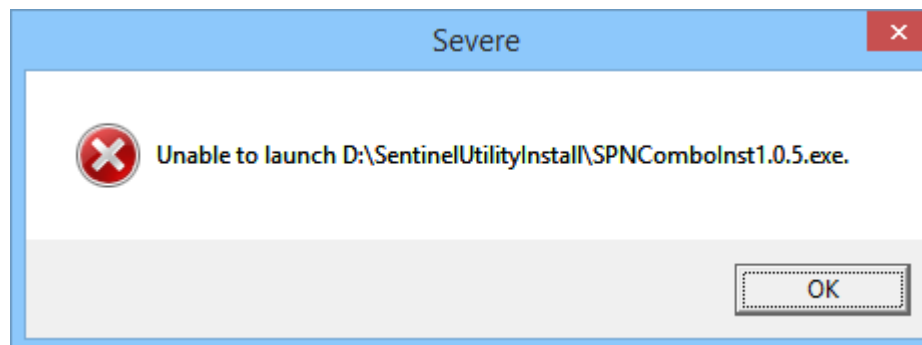 Severe
Unable to launch D:\SentinelUtilityInstall\SPNComboInst1.0.5.exe.
OK